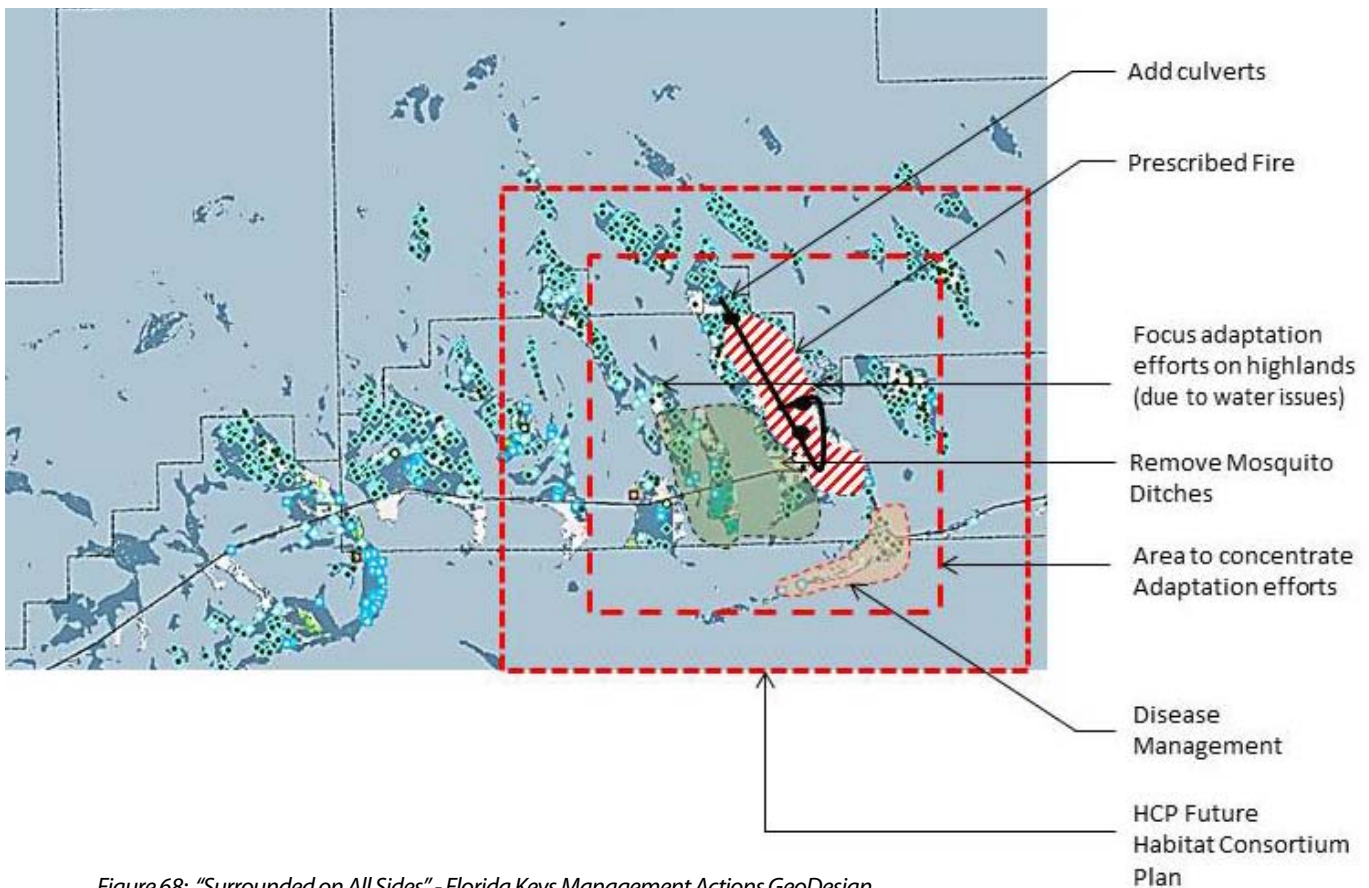 Add culverts
Prescribed Fire
Focus adaptation
efforts on highlands
(due to water issues)
Remove Mosquito
Ditches
Area to concentrate
Adaptation efforts
Disease
Management
HCP Future
Habitat Consortium
Plan
Figure 68: "Surrounded on All Sides" - Florida Keys Management Actions GeoDesign